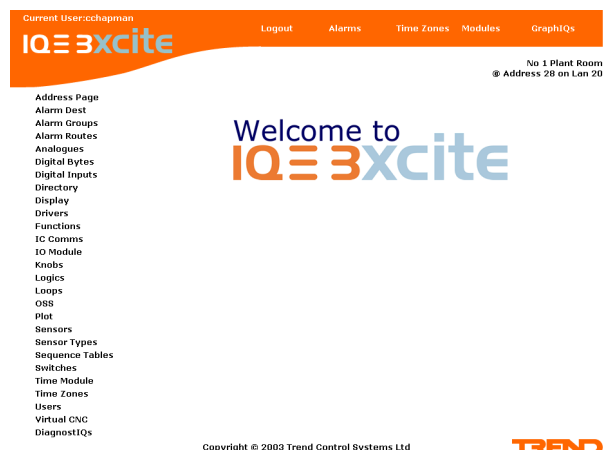 Current User:cchapman
Logout Alarms Time Zones Modules GraphIQs
IQ3xcite
No 1 Plant Room
@ Address 28 on Lan 20
Address Page
Alarm Dest
Alarm Groups
Alarm Routes
Analogues
Digital Bytes
Digital Inputs
Directory
Display
Drivers
Functions
IC Comms
IO Module
Knobs
Logics
Loops
OSS
Plot
Sensors
Sensor Types
Sequence Tables
Switches
Time Module
Time Zones
Users
Virtual CNC
DiagnostIQs
Welcome to
IQ3xcite
Copyright © 2003 Trend Control Systems Ltd
TREND